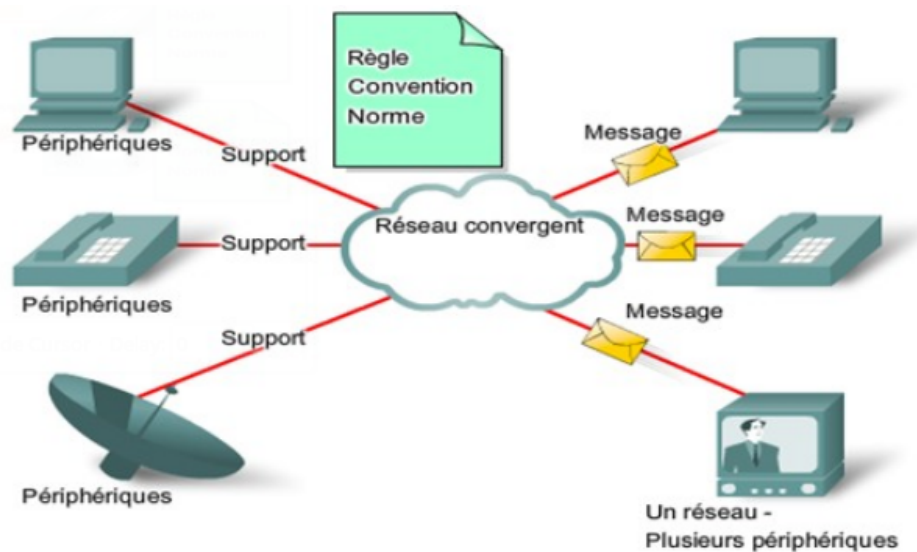 Règle
Convention
Norme
Périphériques
Support
Message
Réseau convergent
Support
Message
Périphériques
Support
Message
Périphériques
Un réseau -
Plusieurs périphériques